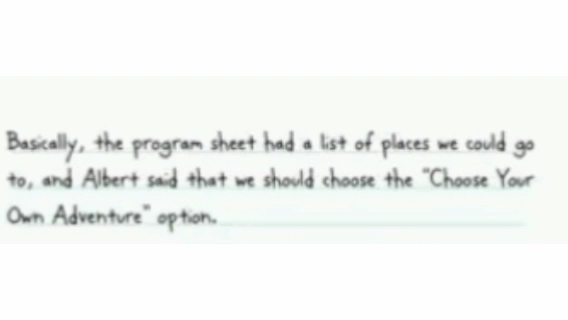 Basically, the program sheet had a list of places we could go
to, and Albert said that we should choose the "Choose Your
Own Adventure" option.